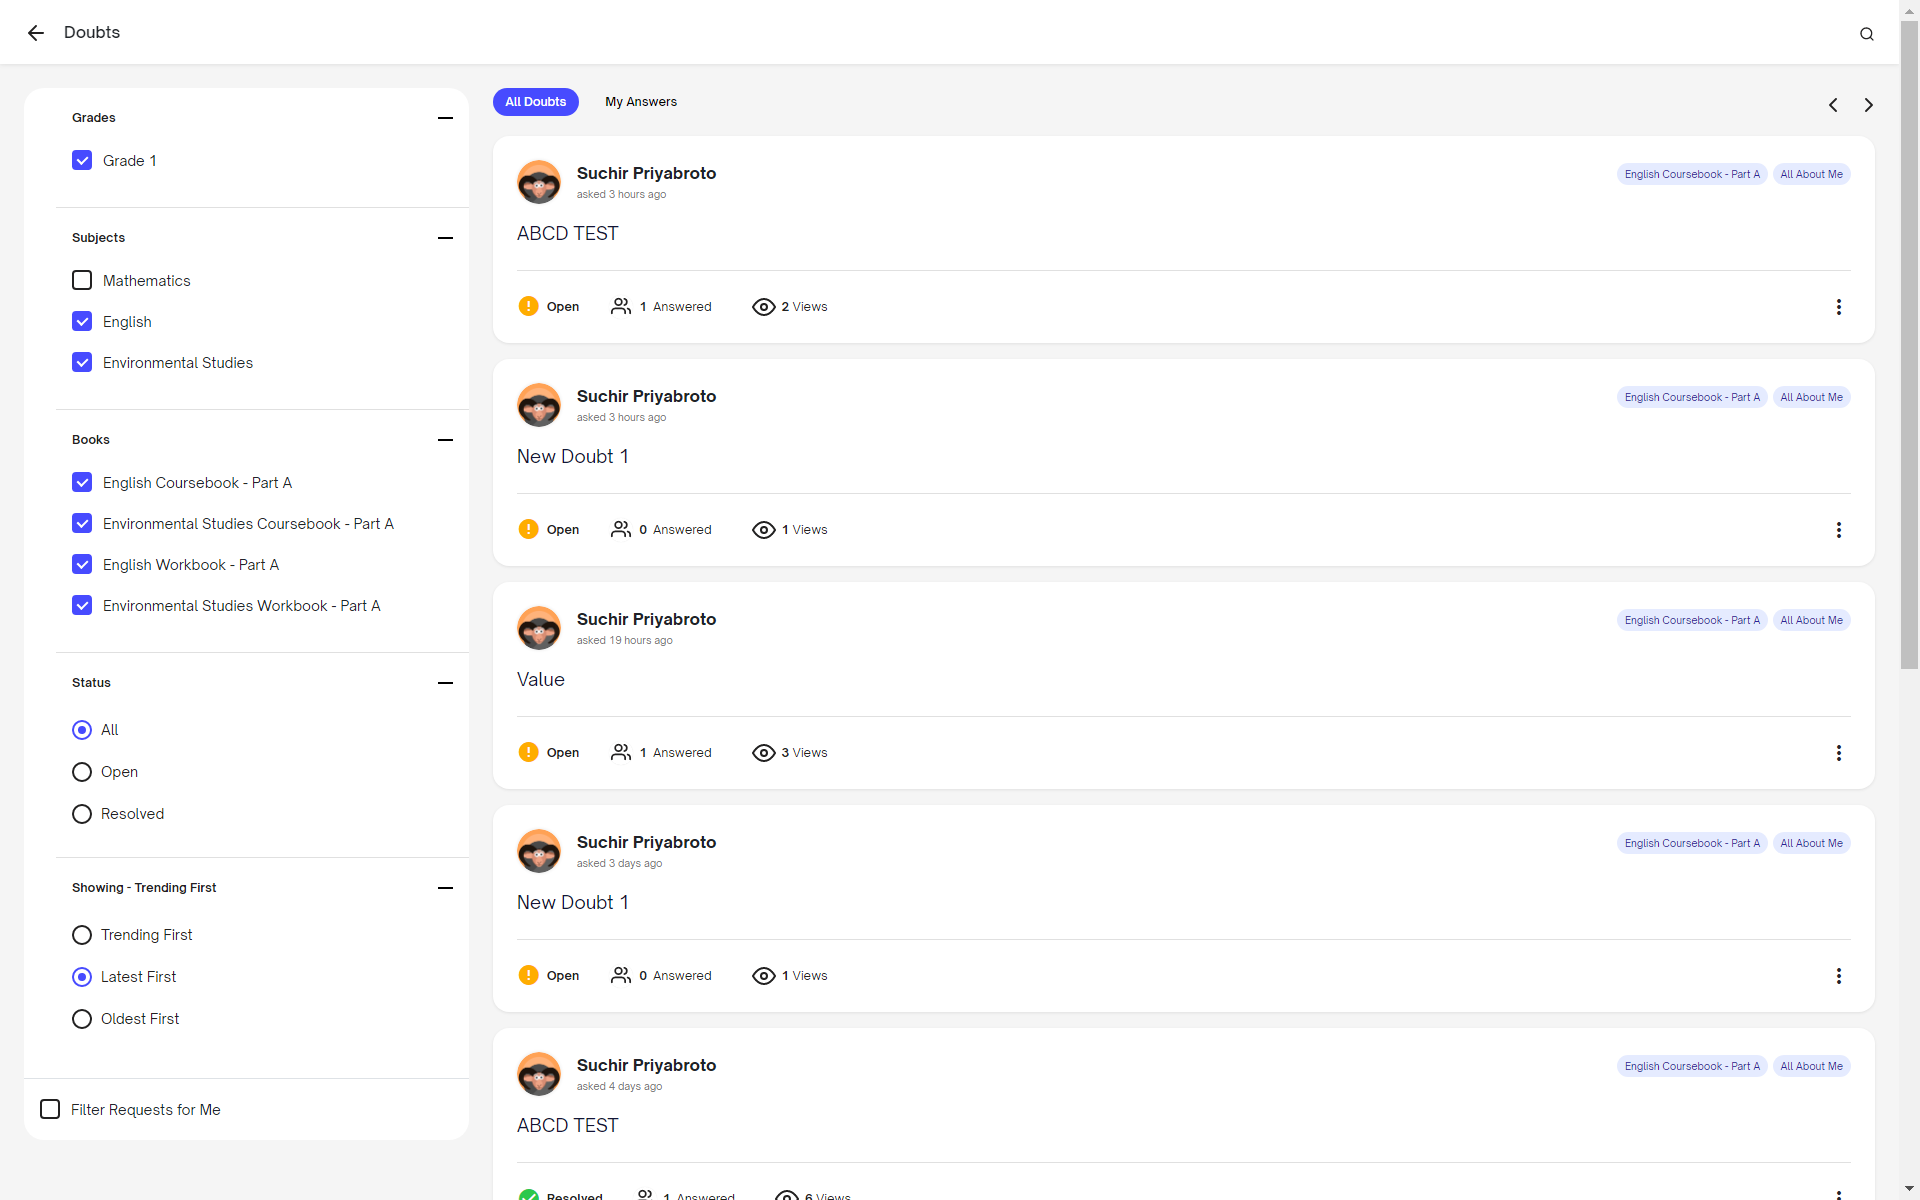 Doubts
Grades
Grade 1
Subjects
Mathematics
English
Environmental Studies
Books
English Coursebook - Part A
Environmental Studies Coursebook - Part A
English Workbook - Part A
Environmental Studies Workbook - Part A
Status
All
Open
Resolved
Showing - Trending First
Trending First
Latest First
Oldest First
Filter Requests for Me
All Doubts My Answers
Suchir Priyabroto English Coursebook - Part A All About Me
asked 3 hours ago
ABCD TEST
Open 1 Answered 2 Views
Suchir Priyabroto English Coursebook - Part A All About Me
asked 3 hours ago
New Doubt 1
Open 0 Answered 1 Views
Suchir Priyabroto English Coursebook - Part A All About Me
asked 19 hours ago
Value
Open 1 Answered 3 Views
Suchir Priyabroto English Coursebook - Part A All About Me
asked 3 days ago
New Doubt 1
Open 0 Answered 1 Views
Suchir Priyabroto English Coursebook - Part A All About Me
asked 4 days ago
ABCD TEST
Resolved 1 Answered 6 Views